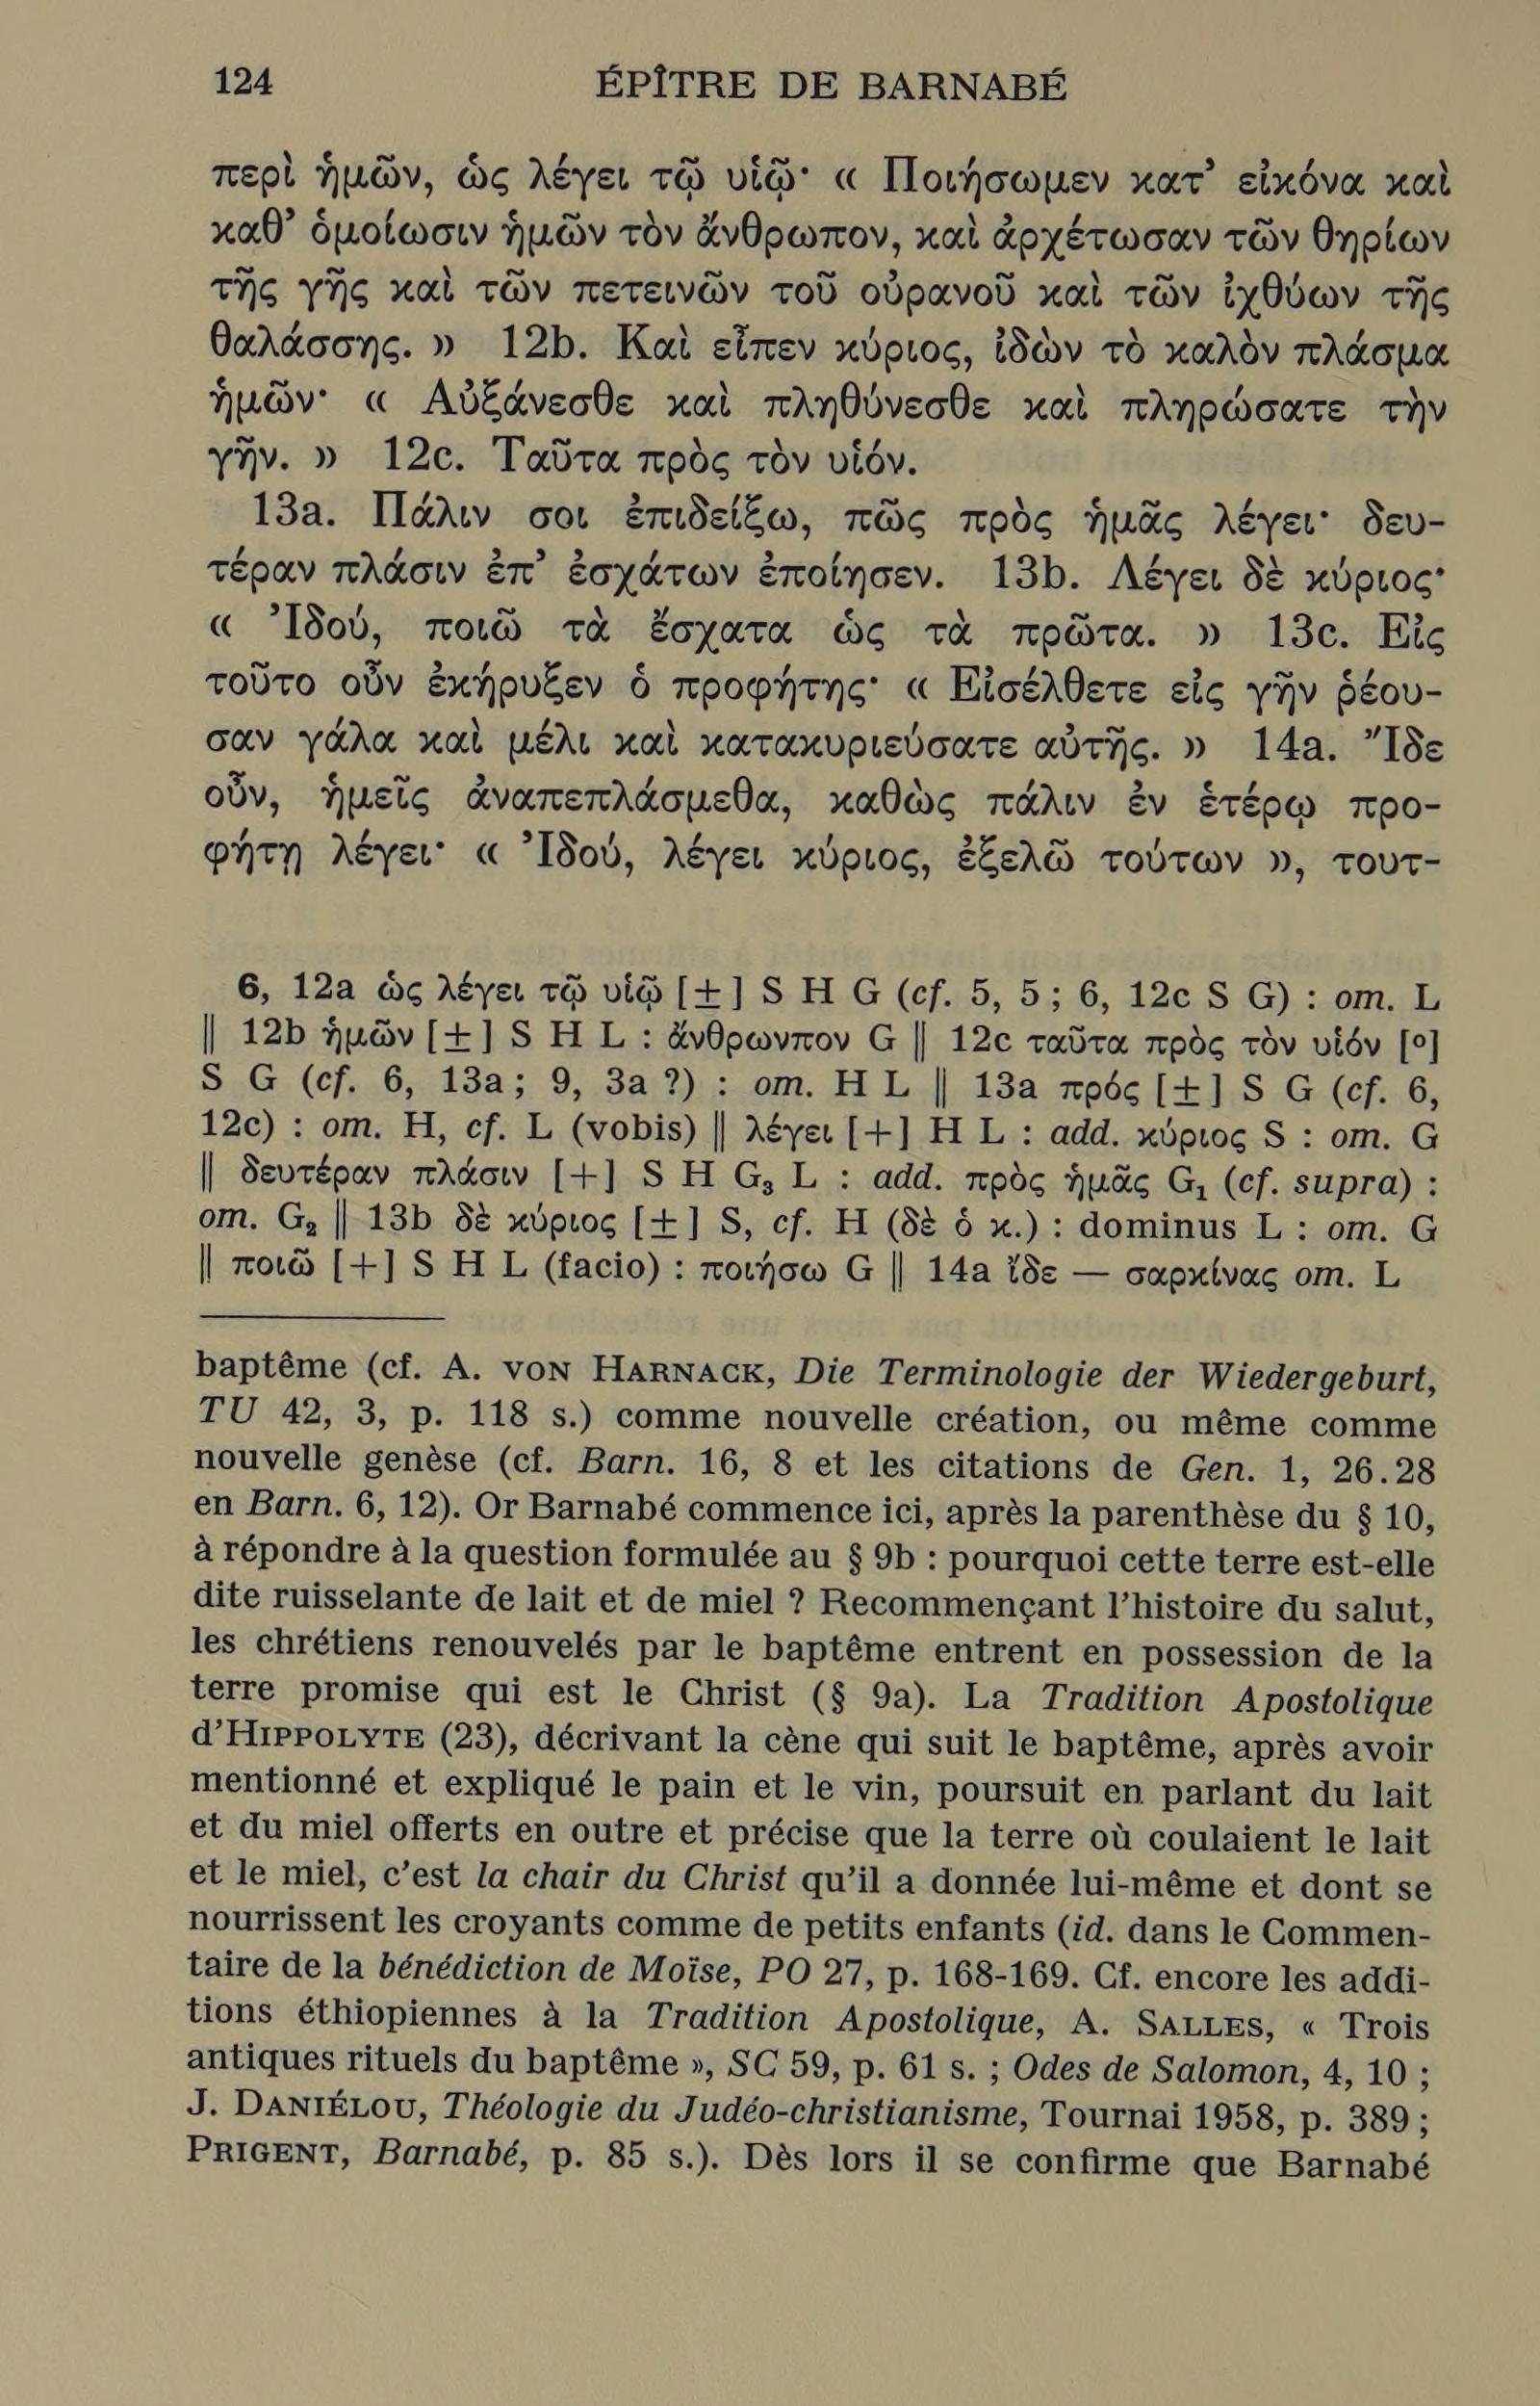 124 ÉPÎTRE DE BARNABÉ
περὶ ἡμῶν, ὡς λέγει τῷ υἱῷ· « Ποιήσωμεν κατ’ εἰκόνα καὶ
καθ’ ὁμοίωσιν ἡμῶν τὸν ἄνθρωπον, καὶ ἀρχέτωσαν τῶν θηρίων
τῆς γῆς καὶ τῶν πετεινῶν τοῦ οὐρανοῦ καὶ τῶν ἰχθύων τῆς
θαλάσσης. » 12b. Καὶ εἶπεν κύριος, ἰδὼν τὸ καλὸν πλάσμα
ἡμῶν· « Αὐξάνεσθε καὶ πληθύνεσθε καὶ πληρώσατε τὴν
γῆν. » 12c. Ταῦτα πρὸς τὸν υἱόν.
13a. Πάλιν σοι ἐπιδείξω, πῶς πρὸς ἡμᾶς λέγει· δευ-
τέραν πλάσιν ἐπ’ ἐσχάτων ἐποίησεν. 13b. Λέγει δὲ κύριος·
« Ἰδού, ποιῶ τὰ ἔσχατα ὡς τὰ πρῶτα. » 13c. Εἰς
τοῦτο οὖν ἐκήρυξεν ὁ προφήτης· « Εἰσέλθετε εἰς γῆν ῥέου-
σαν γάλα καὶ μέλι καὶ κατακυριεύσατε αὐτῆς. » 14a. Ἴδε
οὖν, ἡμεῖς ἀναπεπλάσμεθα, καθὼς πάλιν ἐν ἑτέρῳ προ-
φήτῃ λέγει· « Ἰδού, λέγει κύριος, ἐξελῶ τούτων », τουτ-
6, 12a ὡς λέγει τῷ υἱῷ [±] S H G (cf. 5, 5 ; 6, 12c S G) : om. L
‖ 12b ἡμῶν [±] S H L : ἄνθρωνπον G ‖ 12c ταῦτα πρὸς τὸν υἱόν [º]
S G (cf. 6, 13a ; 9, 3a ?) : om. H L ‖ 13a πρός [±] S G (cf. 6,
12c) : om. H, cf. L (vobis) ‖ λέγει [+] H L : add. κύριος S : om. G
‖ δευτέραν πλάσιν [+] S H G₃ L : add. πρὸς ἡμᾶς G₁ (cf. supra) :
om. G₂ ‖ 13b δὲ κύριος [±] S, cf. H (δὲ ὁ κ.) : dominus L : om. G
‖ ποιῶ [+] S H L (facio) : ποιήσω G ‖ 14a ἴδε — σαρκίνας om. L
baptême (cf. A. VON HARNACK, Die Terminologie der Wiedergeburt,
TU 42, 3, p. 118 s.) comme nouvelle création, ou même comme
nouvelle genèse (cf. Barn. 16, 8 et les citations de Gen. 1, 26.28
en Barn. 6, 12). Or Barnabé commence ici, après la parenthèse du § 10,
à répondre à la question formulée au § 9b : pourquoi cette terre est-elle
dite ruisselante de lait et de miel ? Recommençant l’histoire du salut,
les chrétiens renouvelés par le baptême entrent en possession de la
terre promise qui est le Christ (§ 9a). La Tradition Apostolique
d’HIPPOLYTE (23), décrivant la cène qui suit le baptême, après avoir
mentionné et expliqué le pain et le vin, poursuit en parlant du lait
et du miel offerts en outre et précise que la terre où coulaient le lait
et le miel, c’est la chair du Christ qu’il a donnée lui-même et dont se
nourrissent les croyants comme de petits enfants (id. dans le Commen-
taire de la bénédiction de Moïse, PO 27, p. 168-169. Cf. encore les addi-
tions éthiopiennes à la Tradition Apostolique, A. SALLES, « Trois
antiques rituels du baptême », SC 59, p. 61 s. ; Odes de Salomon, 4, 10 ;
J. DANIÉLOU, Théologie du Judéo-christianisme, Tournai 1958, p. 389 ;
PRIGENT, Barnabé, p. 85 s.). Dès lors il se confirme que Barnabé